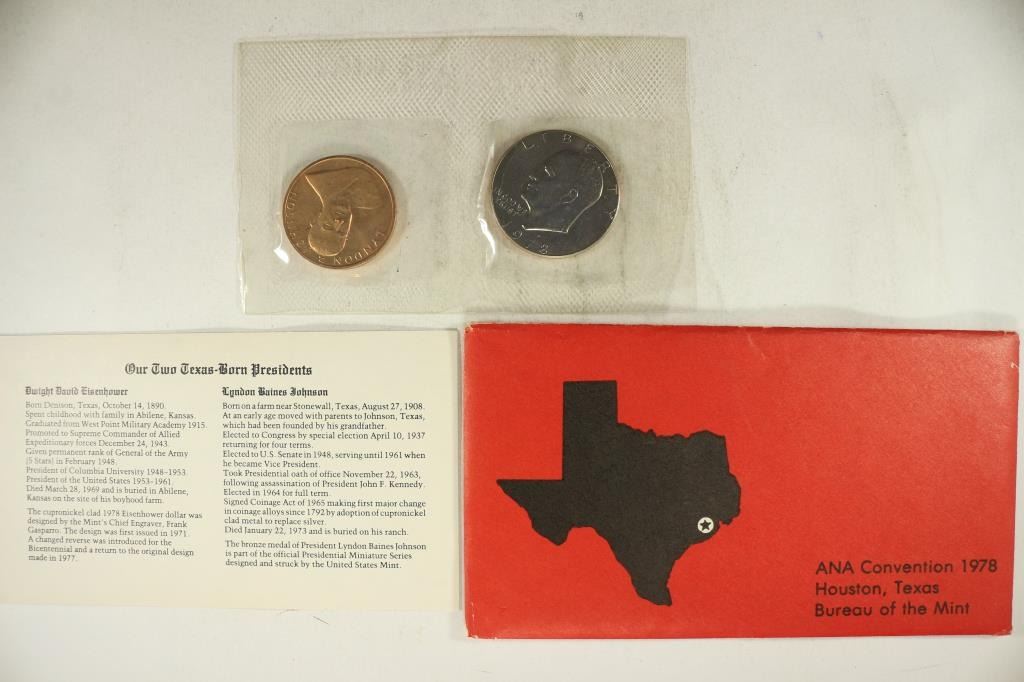 LYNDON
LIBERTY
1978
Our Two Texas-Born Presidents
Dwight David Eisenhower
Born Denison, Texas, October 14, 1890.
Spent childhood with family in Abilene, Kansas.
Graduated from West Point Military Academy 1915.
Promoted to Supreme Commander of Allied
Expeditionary forces December 24, 1943.
Given permanent rank of General of the Army
(5 Stars) in February 1948.
President of Columbia University 1948-1953.
President of the United States 1953-1961.
Died March 28, 1969 and is buried in Abilene,
Kansas on the site of his boyhood farm.
The cupronickel clad 1978 Eisenhower dollar was
designed by the Mint's Chief Engraver, Frank
Gasparro. The design was first issued in 1971.
A changed reverse was introduced for the
Bicentennial and a return to the original design
made in 1977.
Lyndon Baines Johnson
Born on a farm near Stonewall, Texas, August 27, 1908.
At an early age moved with parents to Johnson, Texas,
which had been founded by his grandfather.
Elected to Congress by special election April 10, 1937
returning for four terms.
Elected to U.S. Senate in 1948, serving until 1961 when
he became Vice President.
Took Presidential oath of office November 22, 1963,
following assassination of President John F. Kennedy.
Elected in 1964 for full term.
Signed Coinage Act of 1965 making first major change
in coinage alloys since 1792 by adoption of cupronickel
clad metal to replace silver.
Died January 22, 1973 and is buried on his ranch.
The bronze medal of President Lyndon Baines Johnson
is part of the official Presidential Miniature Series
designed and struck by the United States Mint.
ANA Convention 1978
Houston, Texas
Bureau of the Mint